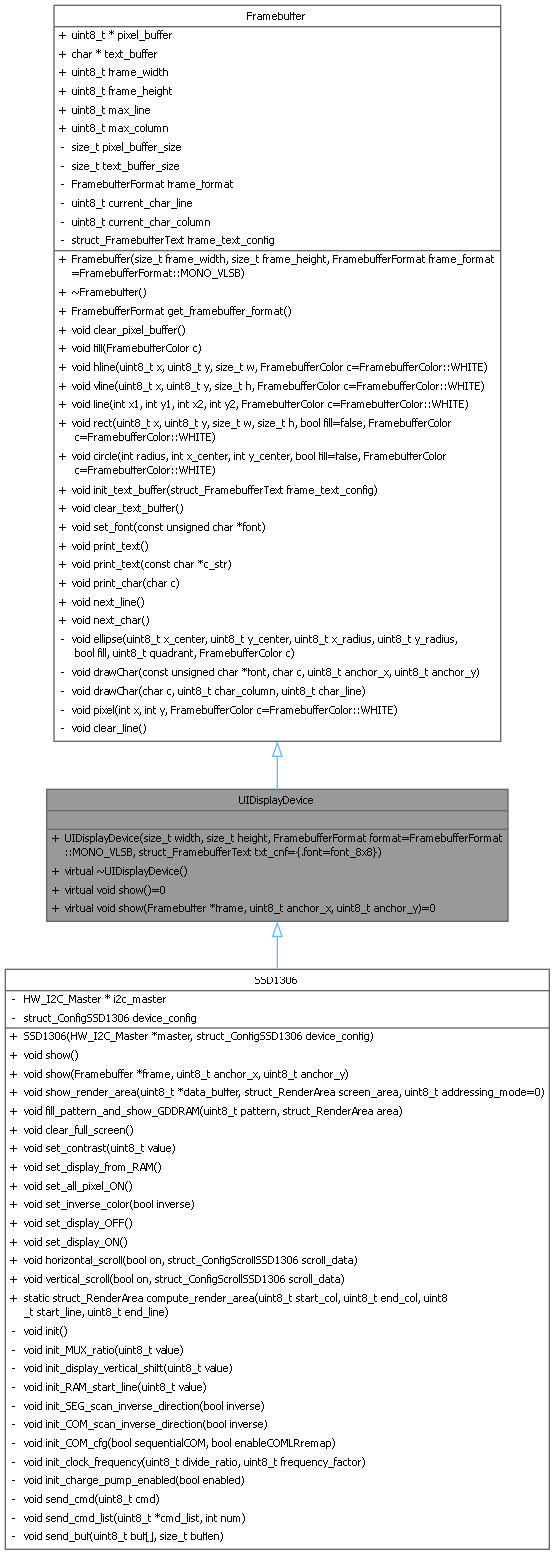 Framebuffer
+ uint8_t * pixel_buffer
+ char * text_buffer
+ uint8_t frame_width
+ uint8_t frame_height
+ uint8_t max_line
+ uint8_t max_column
- size_t pixel_buffer_size
- size_t text_buffer_size
- FramebufferFormat frame_format
- uint8_t current_char_line
- uint8_t current_char_column
- struct_FramebufferText frame_text_config
+ Framebuffer(size_t frame_width, size_t frame_height, FramebufferFormat frame_format
=FramebufferFormat::MONO_VLSB)
+ ~Framebuffer()
+ FramebufferFormat get_framebuffer_format()
+ void clear_pixel_buffer()
+ void fill(FramebufferColor c)
+ void hline(uint8_t x, uint8_t y, size_t w, FramebufferColor c=FramebufferColor::WHITE)
+ void vline(uint8_t x, uint8_t y, size_t h, FramebufferColor c=FramebufferColor::WHITE)
+ void line(int x1, int y1, int x2, int y2, FramebufferColor c=FramebufferColor::WHITE)
+ void rect(uint8_t x, uint8_t y, size_t w, size_t h, bool fill=false, FramebufferColor
c=FramebufferColor::WHITE)
+ void circle(int radius, int x_center, int y_center, bool fill=false, FramebufferColor
c=FramebufferColor::WHITE)
+ void init_text_buffer(struct_FramebufferText frame_text_config)
+ void clear_text_buffer()
+ void set_font(const unsigned char *font)
+ void print_text()
+ void print_text(const char *c_str)
+ void print_char(char c)
+ void next_line()
+ void next_char()
- void ellipse(uint8_t x_center, uint8_t y_center, uint8_t x_radius, uint8_t y_radius,
bool fill, uint8_t quadrant, FramebufferColor c)
- void drawChar(const unsigned char *font, char c, uint8_t anchor_x, uint8_t anchor_y)
- void drawChar(char c, uint8_t char_column, uint8_t char_line)
- void pixel(int x, int y, FramebufferColor c=FramebufferColor::WHITE)
- void clear_line()
UIDisplayDevice
+ UIDisplayDevice(size_t width, size_t height, FramebufferFormat format=FramebufferFormat
::MONO_VLSB, struct_FramebufferText txt_cnf={.font=font_8x8})
+ virtual ~UIDisplayDevice()
+ virtual void show()=0
+ virtual void show(Framebuffer *frame, uint8_t anchor_x, uint8_t anchor_y)=0
SSD1306
- HW_I2C_Master * i2c_master
- struct_ConfigSSD1306 device_config
+ SSD1306(HW_I2C_Master *master, struct_ConfigSSD1306 device_config)
+ void show()
+ void show(Framebuffer *frame, uint8_t anchor_x, uint8_t anchor_y)
+ void show_render_area(uint8_t *data_buffer, struct_RenderArea screen_area, uint8_t addressing_mode=0)
+ void fill_pattern_and_show_GDDRAM(uint8_t pattern, struct_RenderArea area)
+ void clear_full_screen()
+ void set_contrast(uint8_t value)
+ void set_display_from_RAM()
+ void set_all_pixel_ON()
+ void set_inverse_color(bool inverse)
+ void set_display_OFF()
+ void set_display_ON()
+ void horizontal_scroll(bool on, struct_ConfigScrollSSD1306 scroll_data)
+ void vertical_scroll(bool on, struct_ConfigScrollSSD1306 scroll_data)
+ static struct_RenderArea compute_render_area(uint8_t start_col, uint8_t end_col, uint8
_t start_line, uint8_t end_line)
- void init()
- void init_MUX_ratio(uint8_t value)
- void init_display_vertical_shift(uint8_t value)
- void init_RAM_start_line(uint8_t value)
- void init_SEG_scan_inverse_direction(bool inverse)
- void init_COM_scan_inverse_direction(bool inverse)
- void init_COM_cfg(bool sequentialCOM, bool enableCOMLRremap)
- void init_clock_frequency(uint8_t divide_ratio, uint8_t frequency_factor)
- void init_charge_pump_enabled(bool enabled)
- void send_cmd(uint8_t cmd)
- void send_cmd_list(uint8_t *cmd_list, int num)
- void send_buf(uint8_t buf[], size_t buflen)